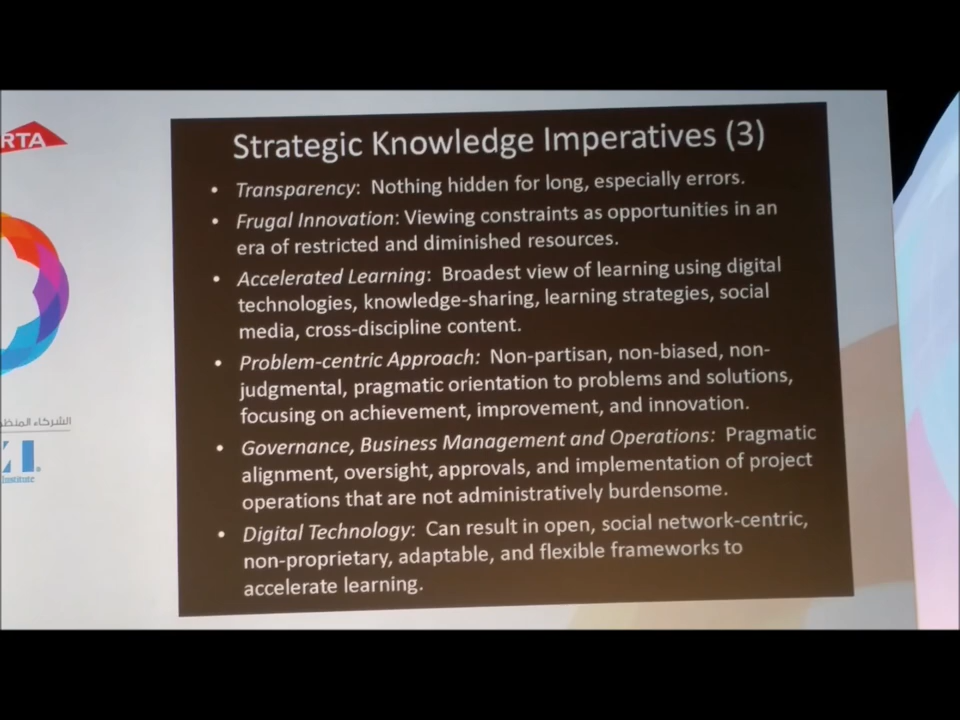 RTA
Strategic Knowledge Imperatives (3)
• Transparency: Nothing hidden for long, especially errors.
• Frugal Innovation: Viewing constraints as opportunities in an
era of restricted and diminished resources.
• Accelerated Learning: Broadest view of learning using digital
technologies, knowledge-sharing, learning strategies, social
media, cross-discipline content.
• Problem-centric Approach: Non-partisan, non-biased, non-
judgmental, pragmatic orientation to problems and solutions,
focusing on achievement, improvement, and innovation.
• Governance, Business Management and Operations: Pragmatic
alignment, oversight, approvals, and implementation of project
operations that are not administratively burdensome.
• Digital Technology: Can result in open, social network-centric,
non-proprietary, adaptable, and flexible frameworks to
accelerate learning.
الشركاء
Institute